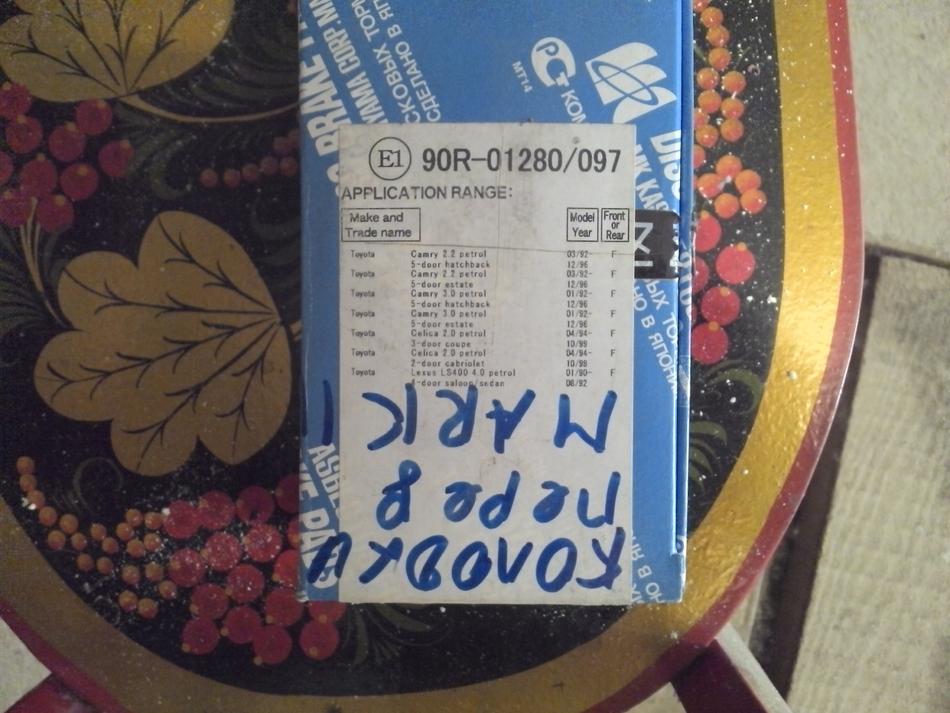 E1 90R-01280/097
APPLICATION RANGE:
Make and Trade name Model Year Front or Rear
Toyota Camry 2.2 petrol 03/92- F
5-door hatchback 12/96
Toyota Camry 2.2 petrol 03/92- F
5-door estate 12/96
Toyota Camry 3.0 petrol 01/92- F
5-door hatchback 12/96
Toyota Camry 3.0 petrol 01/92- F
5-door estate 12/96
Toyota Celica 2.0 petrol 04/94- F
3-door coupe 10/99
Toyota Celica 2.0 petrol 04/94- F
2-door cabriolet 10/99
Toyota Lexus LS400 4.0 petrol 01/90- F
4-door saloon/sedan 06/92
КОЛОДКИ
перед
MARK
MT14
СДЕЛАНО В